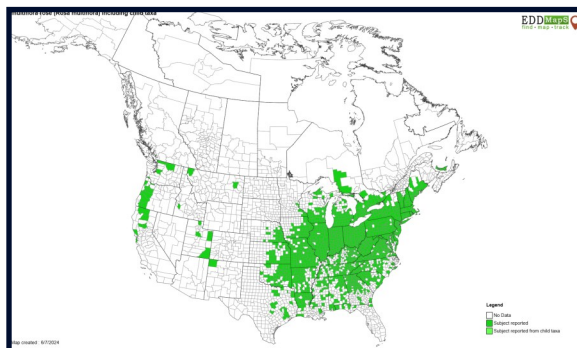 multiflora rose (Rosa multiflora) including child taxa
EDDMapS
find • map • track
Legend
No Data
Subject reported
Subject reported from child taxa
Map created: 6/7/2024